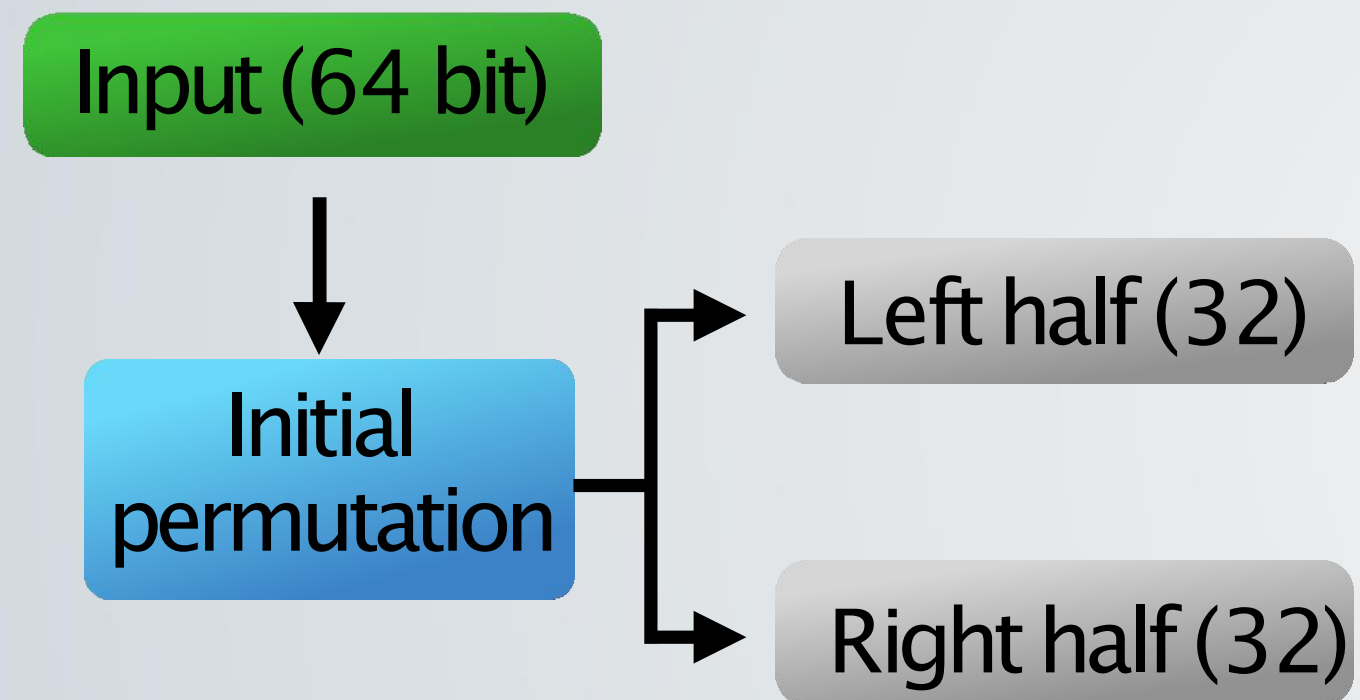 Input (64 bit)
Initial
permutation
Left half (32)
Right half (32)